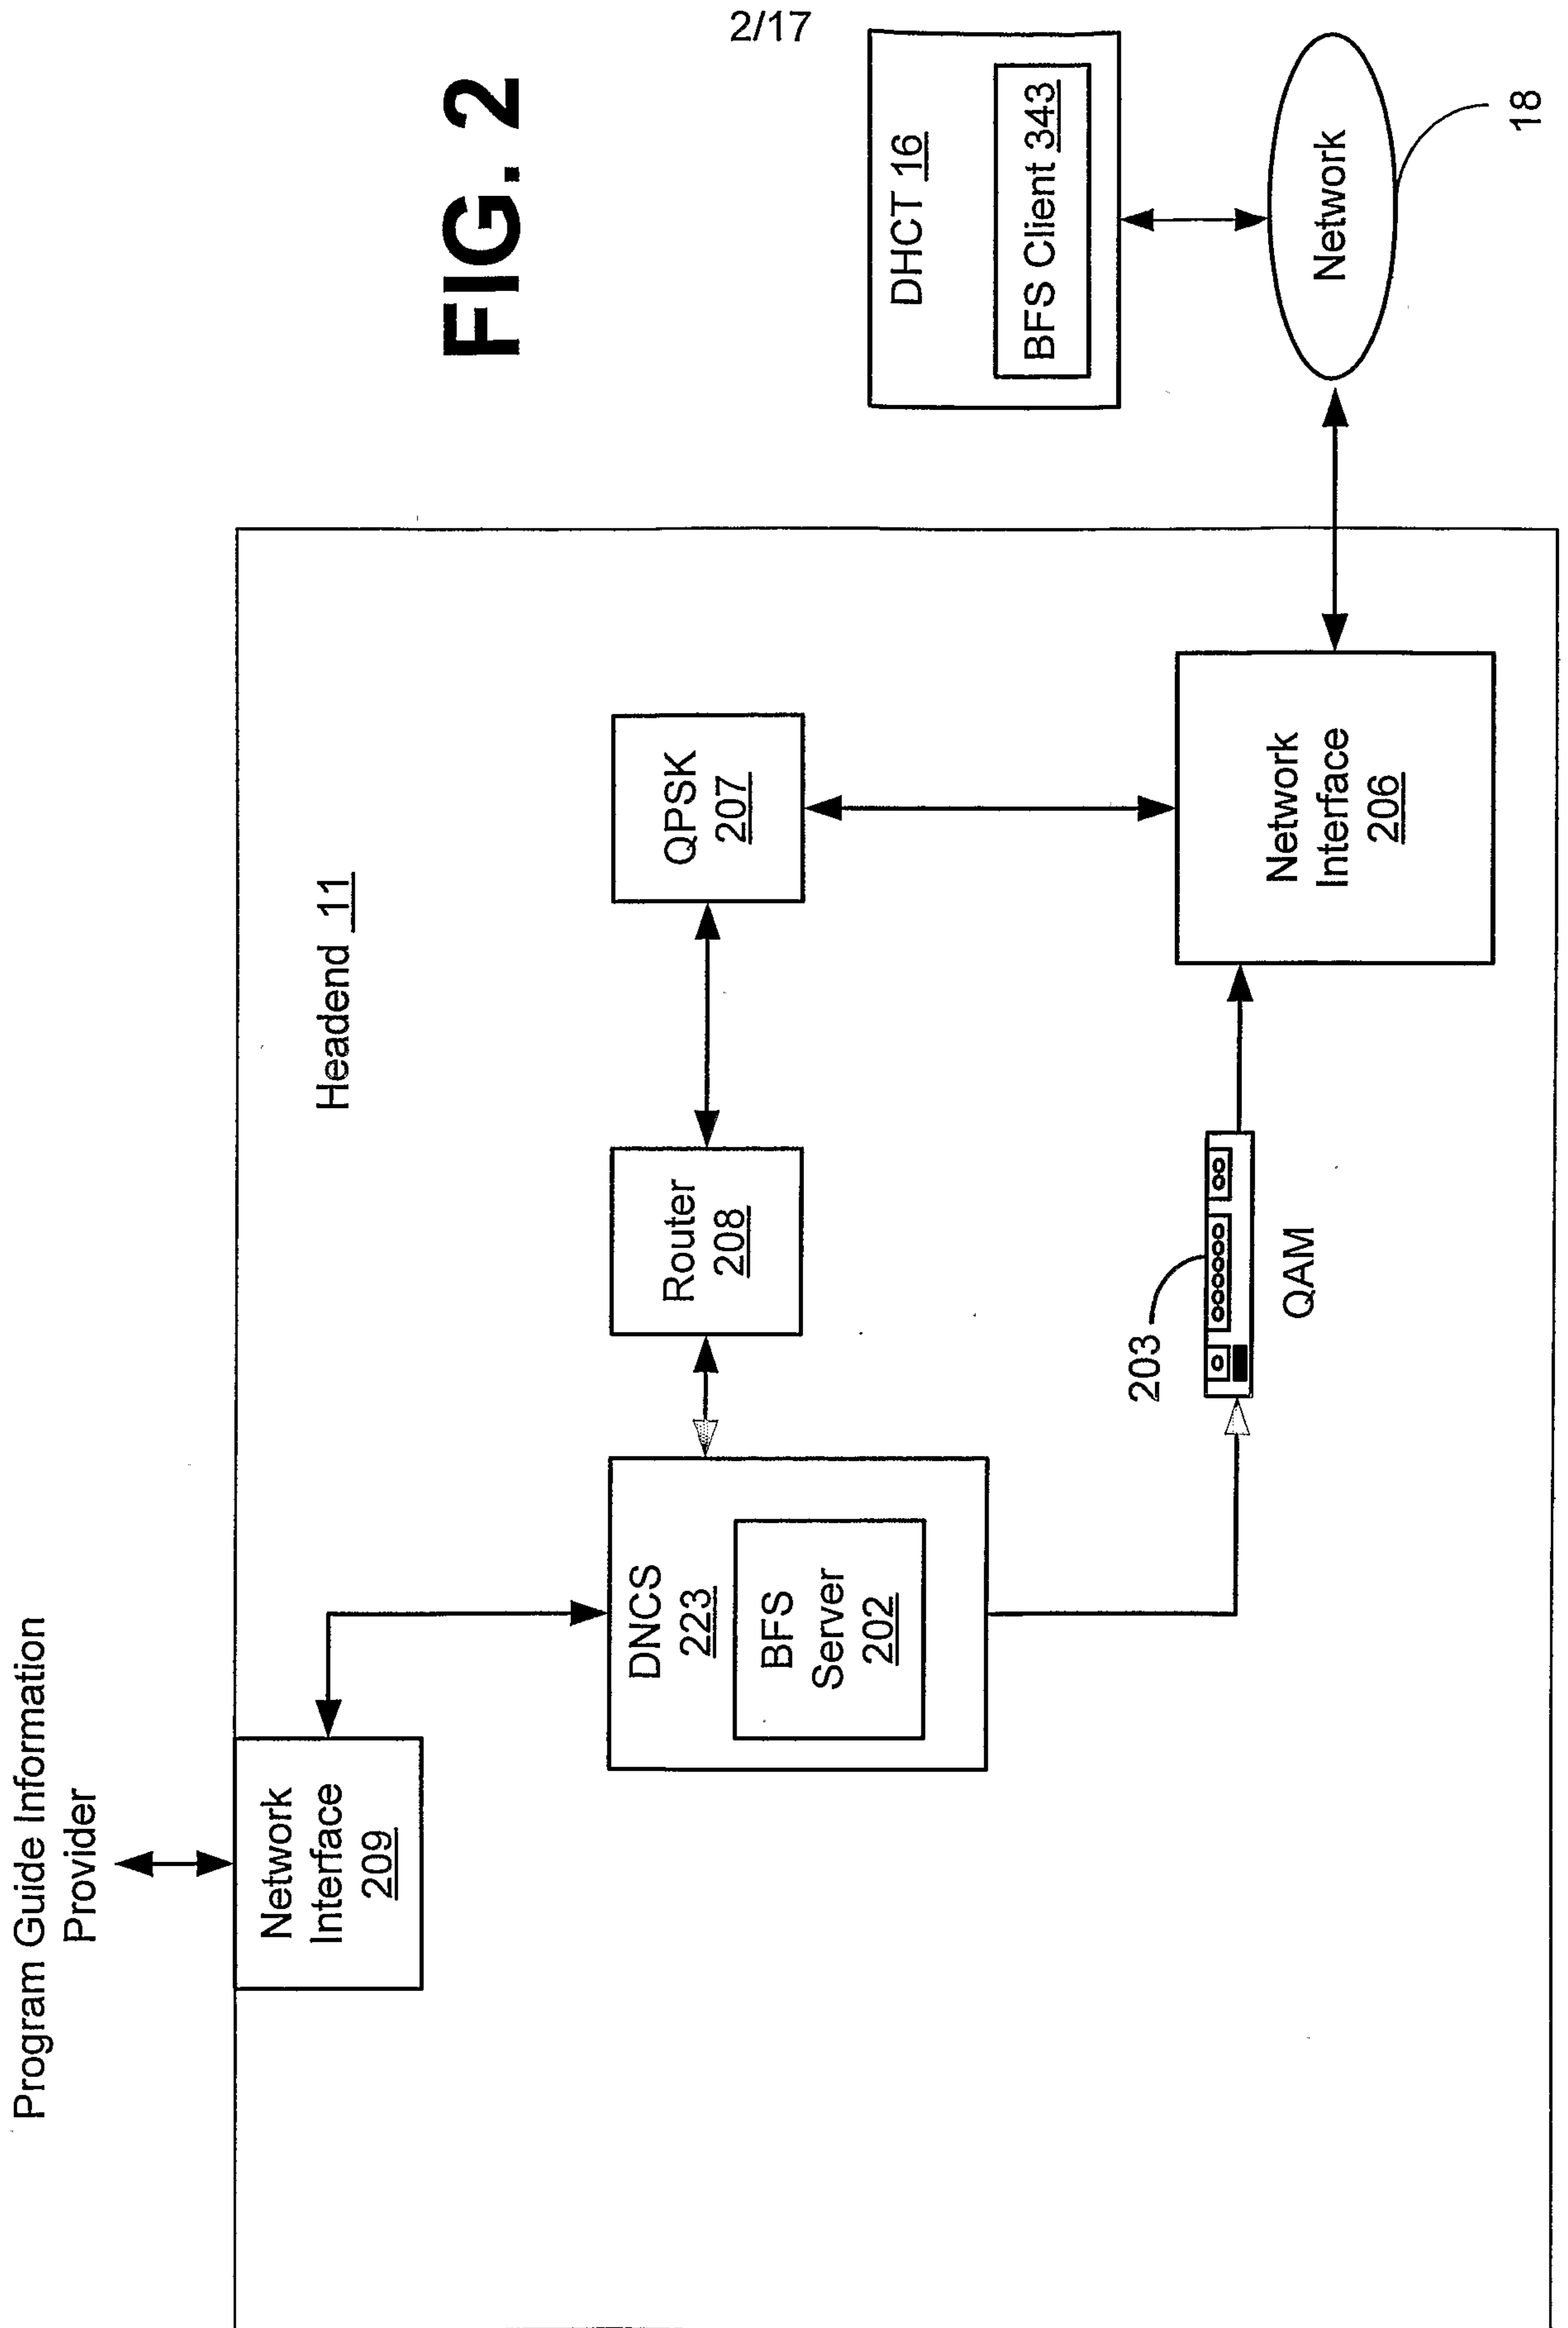 2/17
FIG. 2
Program Guide Information
Provider
Headend 11
Network
Interface
209
DNCS
223
BFS
Server
202
Router
208
QPSK
207
203
QAM
Network
Interface
206
DHCT 16
BFS Client 343
Network
18